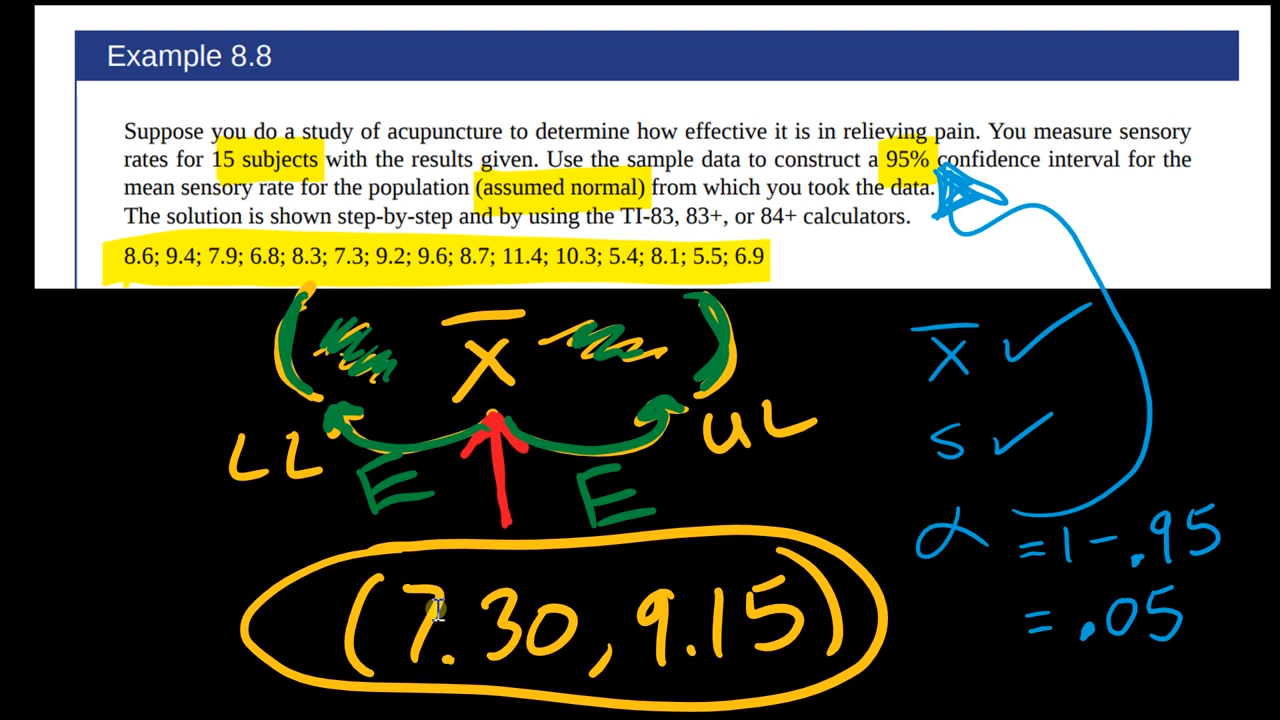 Example 8.8
Suppose you do a study of acupuncture to determine how effective it is in relieving pain. You measure sensory
rates for 15 subjects with the results given. Use the sample data to construct a 95% confidence interval for the
mean sensory rate for the population (assumed normal) from which you took the data.
The solution is shown step-by-step and by using the TI-83, 83+, or 84+ calculators.
8.6; 9.4; 7.9; 6.8; 8.3; 7.3; 9.2; 9.6; 8.7; 11.4; 10.3; 5.4; 8.1; 5.5; 6.9
( x̄ )
LL E E UL
(7.30, 9.15)
x̄ ✓
s ✓
α = 1 - .95
= .05